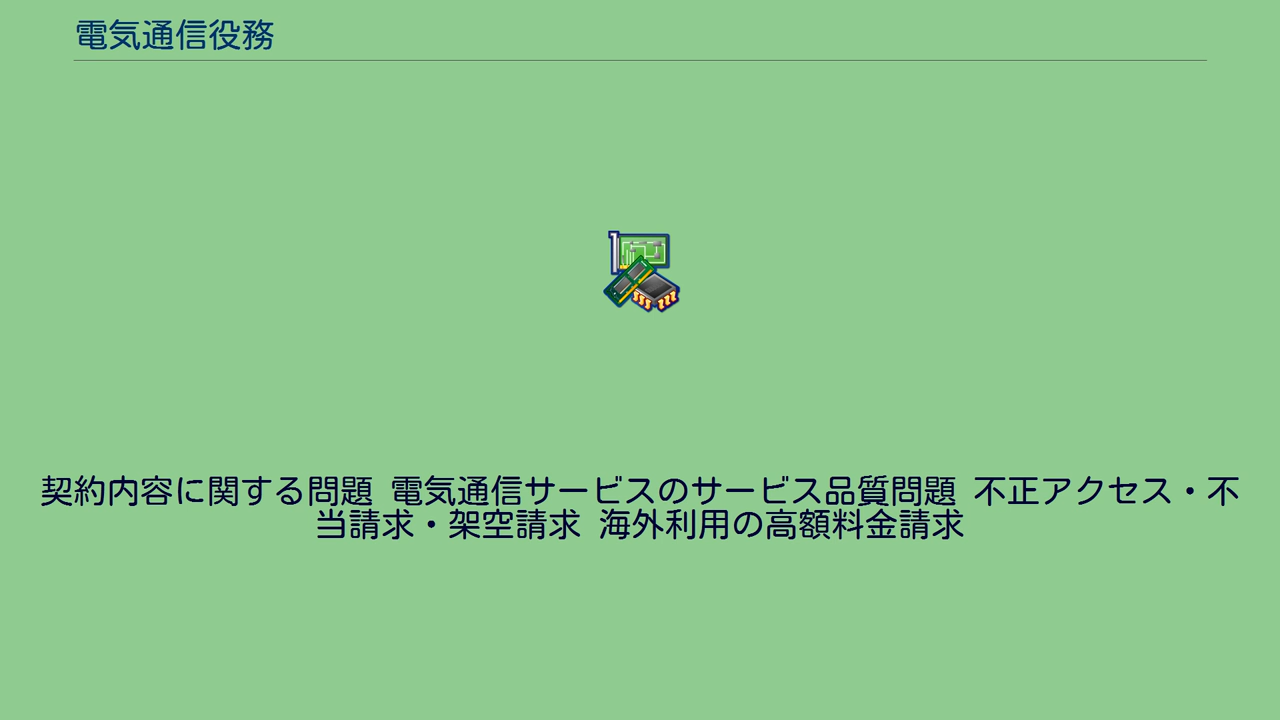 電気通信役務
契約内容に関する問題 電気通信サービスのサービス品質問題 不正アクセス・不
当請求・架空請求 海外利用の高額料金請求